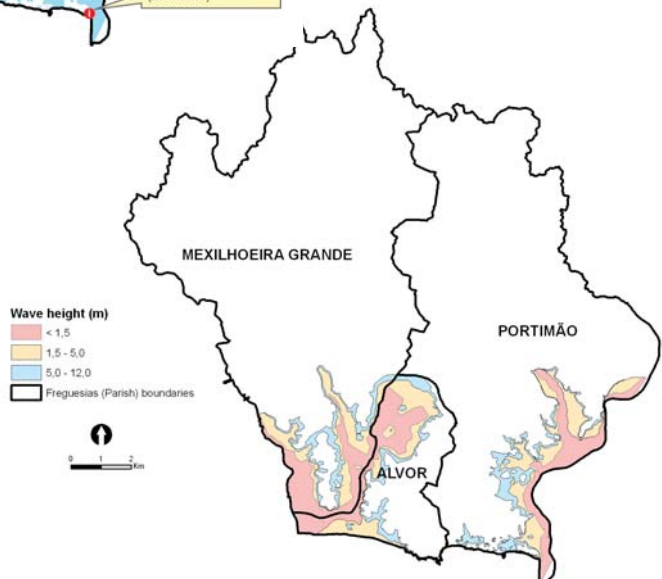 MEXILHOEIRA GRANDE
PORTIMÃO
ALVOR
Wave height (m)
< 1,5
1,5 - 5,0
5,0 - 12,0
Freguesias (Parish) boundaries
0 1 2
Km